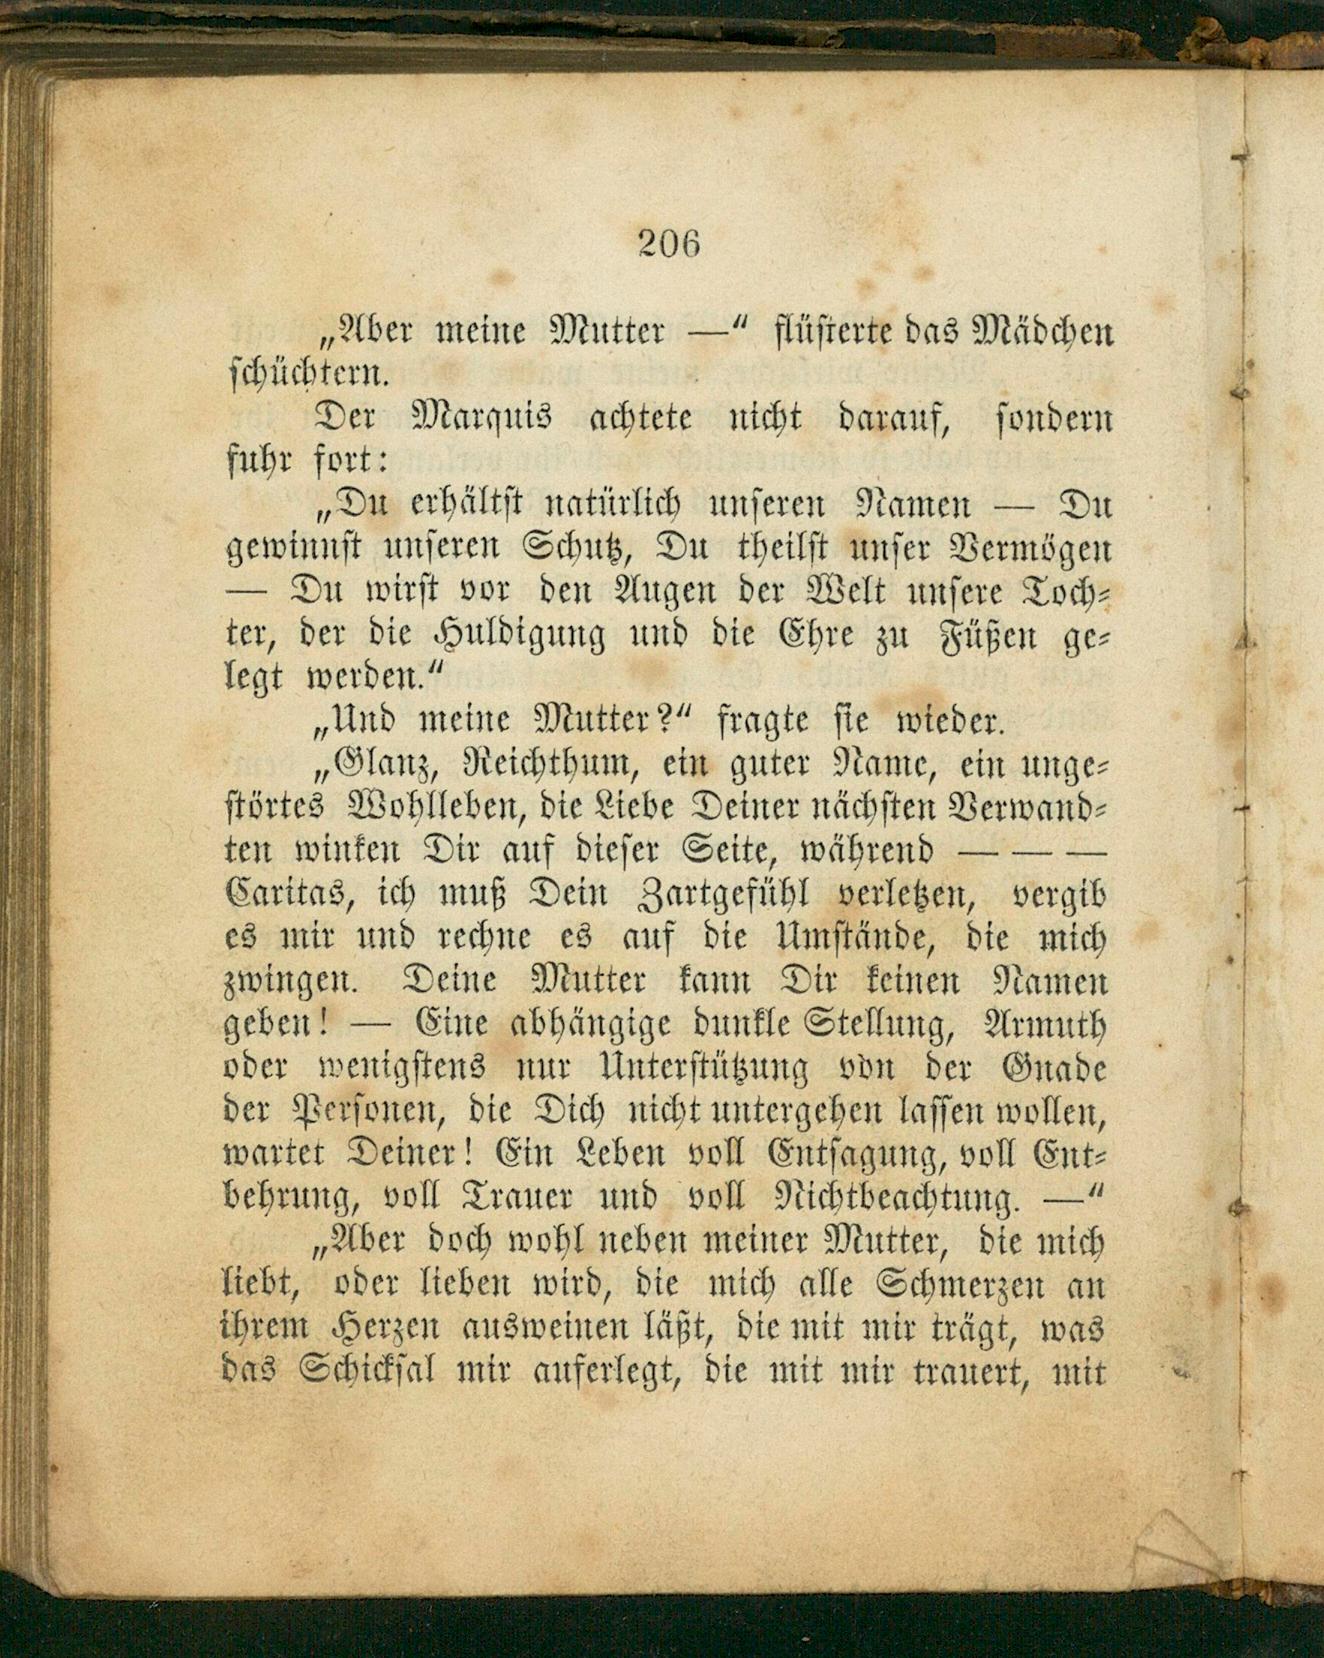 206
„Aber meine Mutter —“ flüsterte das Mädchen
schüchtern.
Der Marquis achtete nicht darauf, sondern
fuhr fort:
„Du erhältst natürlich unseren Namen — Du
gewinnst unseren Schutz, Du theilst unser Vermögen
— Du wirst vor den Augen der Welt unsere Toch-
ter, der die Huldigung und die Ehre zu Füßen ge-
legt werden.“
„Und meine Mutter?“ fragte sie wieder.
„Glanz, Reichthum, ein guter Name, ein unge-
störtes Wohlleben, die Liebe Deiner nächsten Verwand-
ten winken Dir auf dieser Seite, während — — —
Caritas, ich muß Dein Zartgefühl verletzen, vergib
es mir und rechne es auf die Umstände, die mich
zwingen. Deine Mutter kann Dir keinen Namen
geben! — Eine abhängige dunkle Stellung, Armuth
oder wenigstens nur Unterstützung von der Gnade
der Personen, die Dich nicht untergehen lassen wollen,
wartet Deiner! Ein Leben voll Entsagung, voll Ent-
behrung, voll Trauer und voll Nichtbeachtung. —“
„Aber doch wohl neben meiner Mutter, die mich
liebt, oder lieben wird, die mich alle Schmerzen an
ihrem Herzen ausweinen läßt, die mit mir trägt, was
das Schicksal mir auferlegt, die mit mir trauert, mit